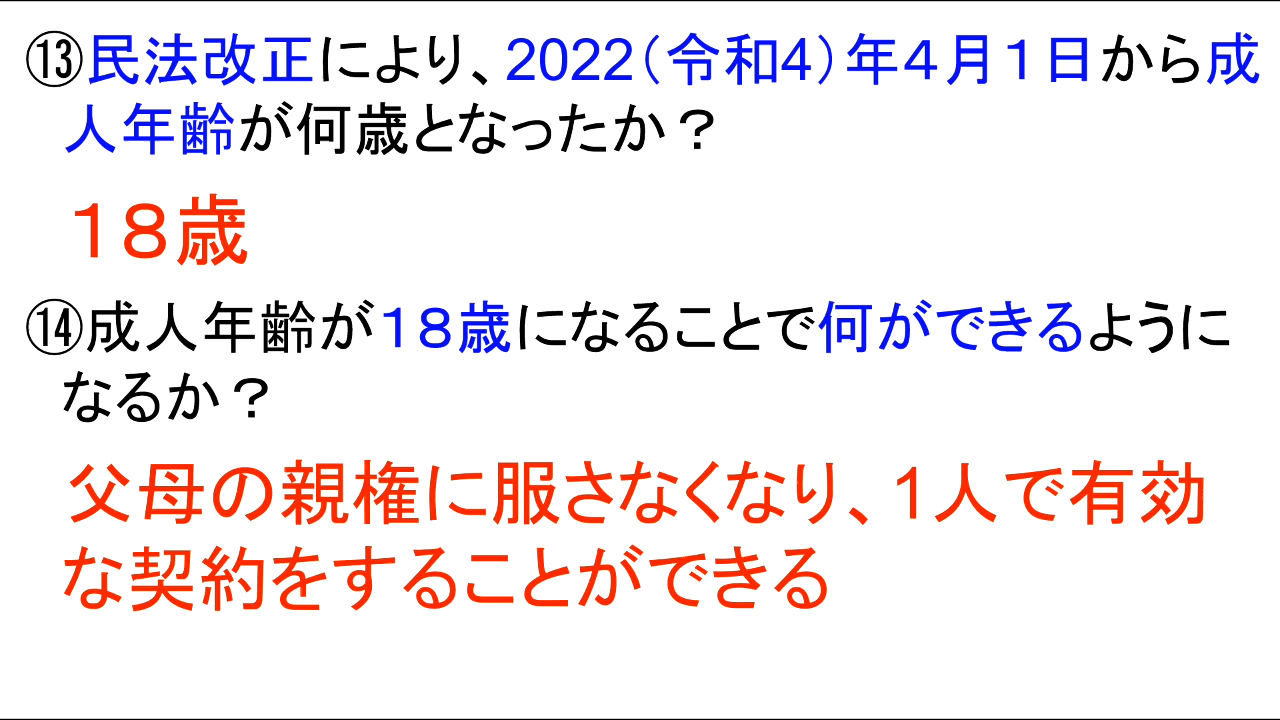 ⑬民法改正により、2022（令和4）年４月１日から成
人年齢が何歳となったか？
１８歳
⑭成人年齢が１８歳になることで何ができるように
なるか？
父母の親権に服さなくなり、１人で有効
な契約をすることができる